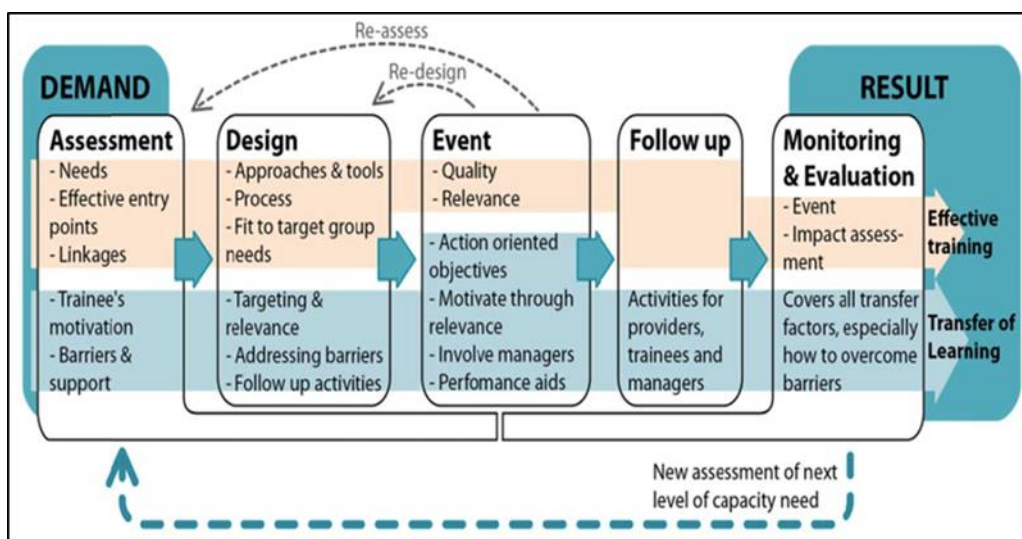 Re-assess
Re-design
DEMAND
RESULT
Assessment
- Needs
- Effective entry
points
- Linkages
- Trainee's
motivation
- Barriers &
support
Design
- Approaches & tools
- Process
- Fit to target group
needs
- Targeting &
relevance
- Addressing barriers
- Follow up activities
Event
- Quality
- Relevance
- Action oriented
objectives
- Motivate through
relevance
- Involve managers
- Perfomance aids
Follow up
Activities for
providers,
trainees and
managers
Monitoring
& Evaluation
- Event
- Impact assess-
ment
Covers all transfer
factors, especially
how to overcome
barriers
Effective
training
Transfer of
Learning
New assessment of next
level of capacity need